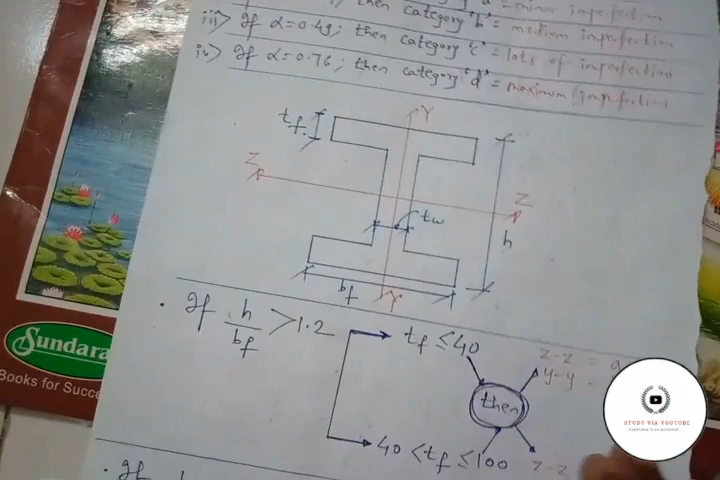 then category 'b' = medium imperfection
iii> If α=0.49; then category 'c' = lots of imperfection
iv> If α=0.76; then category 'd' = maximum imperfection
tf
Y
Z
Z
tw
h
bf
Y
. If h/bf >1.2
tf ≤40
z-z = a
y-y
then
40 <tf ≤100
z-z
. If
Sundara
Books for Succe
STUDY VIA YOUTUBE